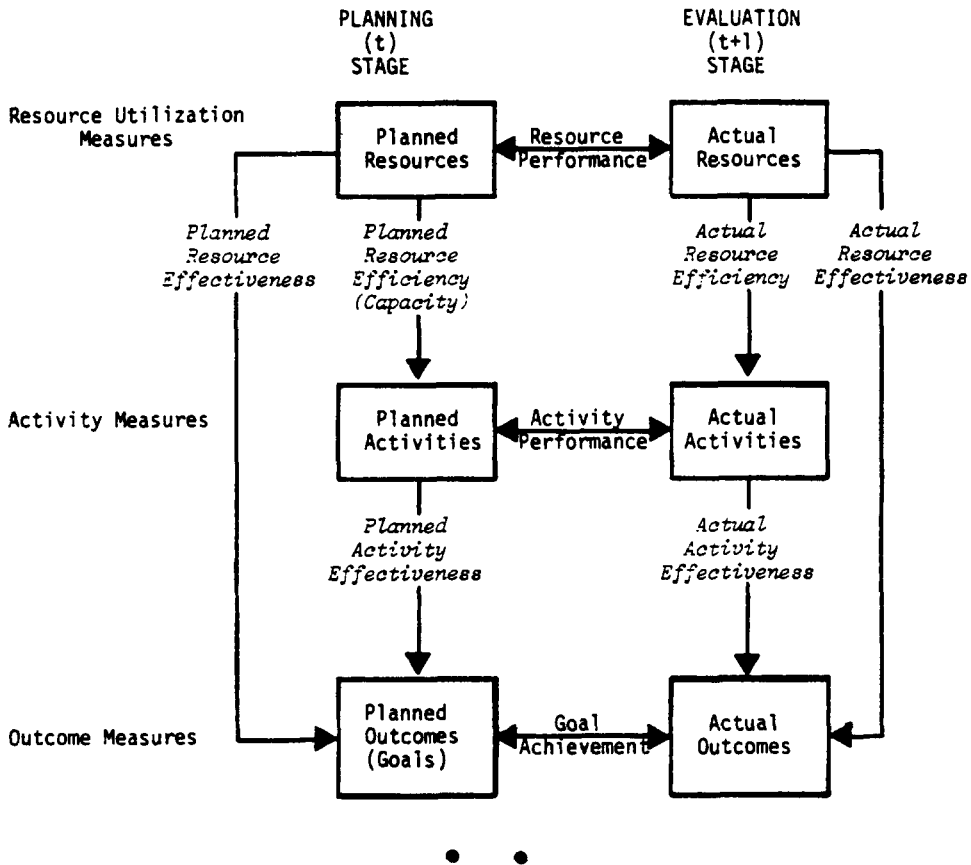 PLANNING
(t)
STAGE
EVALUATION
(t+1)
STAGE
Resource Utilization
Measures
Planned
Resources
Resource
Performance
Actual
Resources
Planned
Resource
Effectiveness
Planned
Resource
Efficiency
(Capacity)
Actual
Resource
Efficiency
Actual
Resource
Effectiveness
Activity Measures
Planned
Activities
Activity
Performance
Actual
Activities
Planned
Activity
Effectiveness
Actual
Activity
Effectiveness
Outcome Measures
Planned
Outcomes
(Goals)
Goal
Achievement
Actual
Outcomes